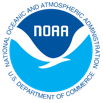 NATIONAL OCEANIC AND ATMOSPHERIC ADMINISTRATION
NOAA
U.S. DEPARTMENT OF COMMERCE